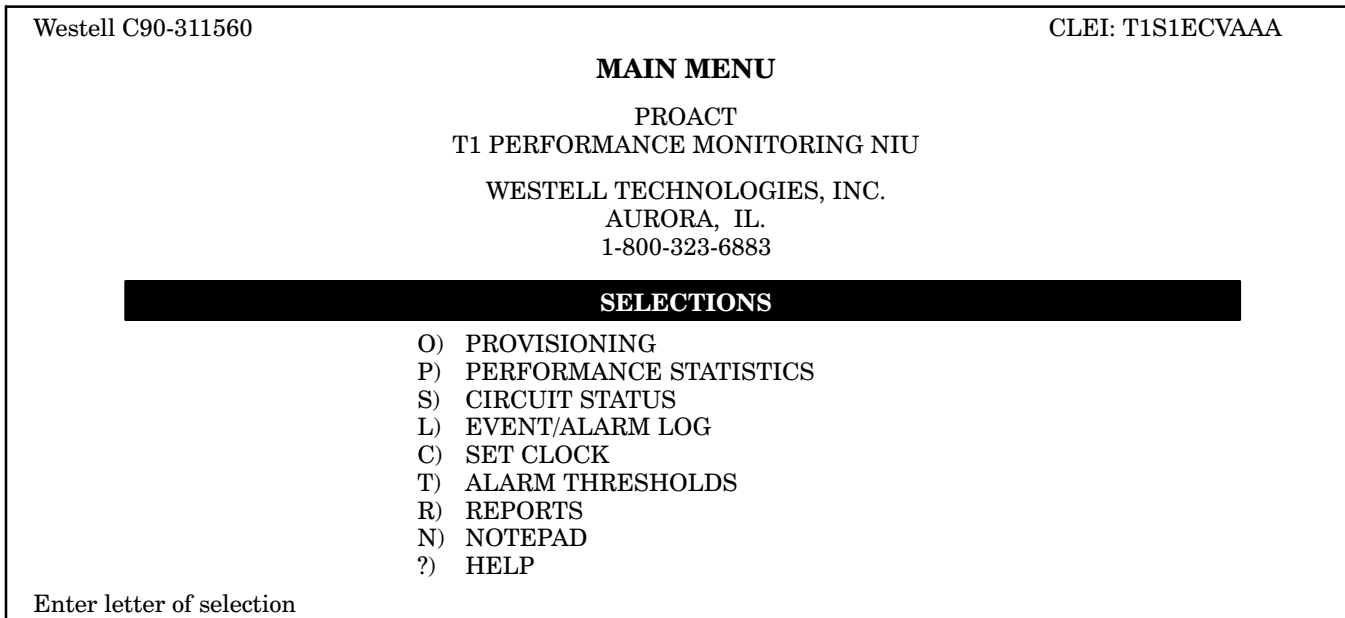 Westell C90-311560 CLEI: T1S1ECVAAA
MAIN MENU
PROACT
T1 PERFORMANCE MONITORING NIU
WESTELL TECHNOLOGIES, INC.
AURORA, IL.
1-800-323-6883
SELECTIONS
O) PROVISIONING
P) PERFORMANCE STATISTICS
S) CIRCUIT STATUS
L) EVENT/ALARM LOG
C) SET CLOCK
T) ALARM THRESHOLDS
R) REPORTS
N) NOTEPAD
?) HELP
Enter letter of selection